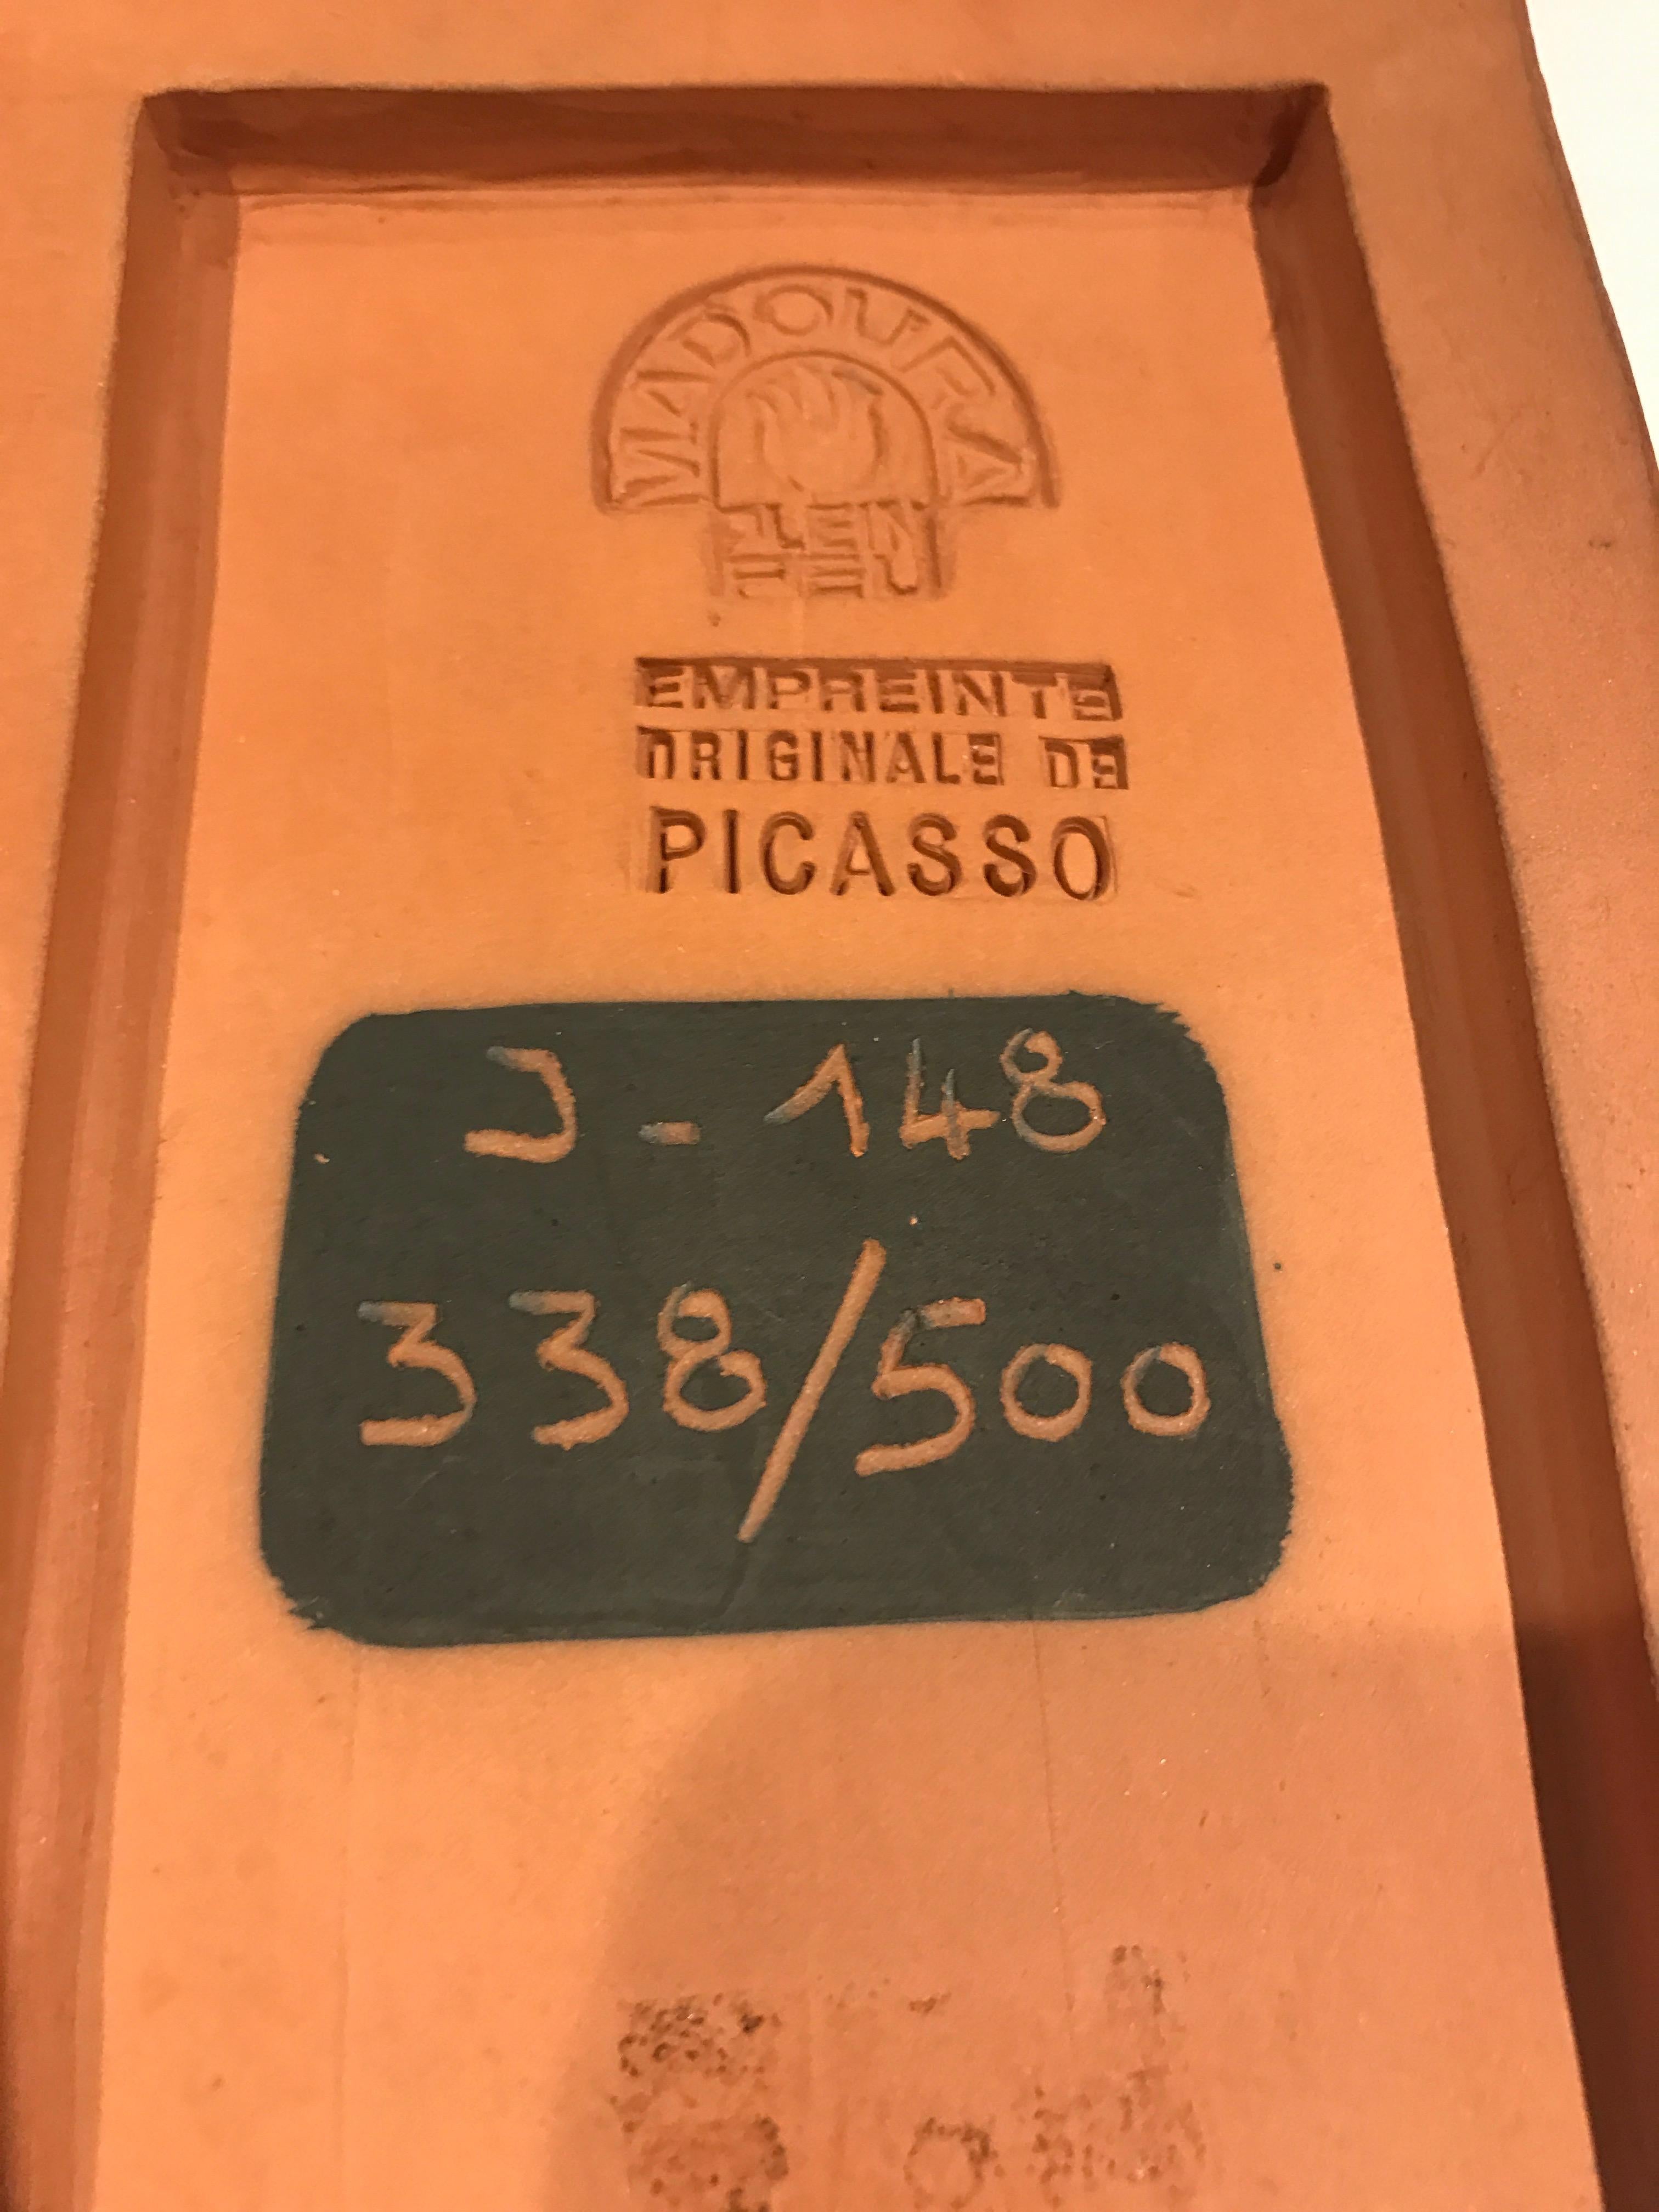 MADOURA
PLEIN
FEU
EMPREINTE
ORIGINALE DE
PICASSO
J-148
338/500